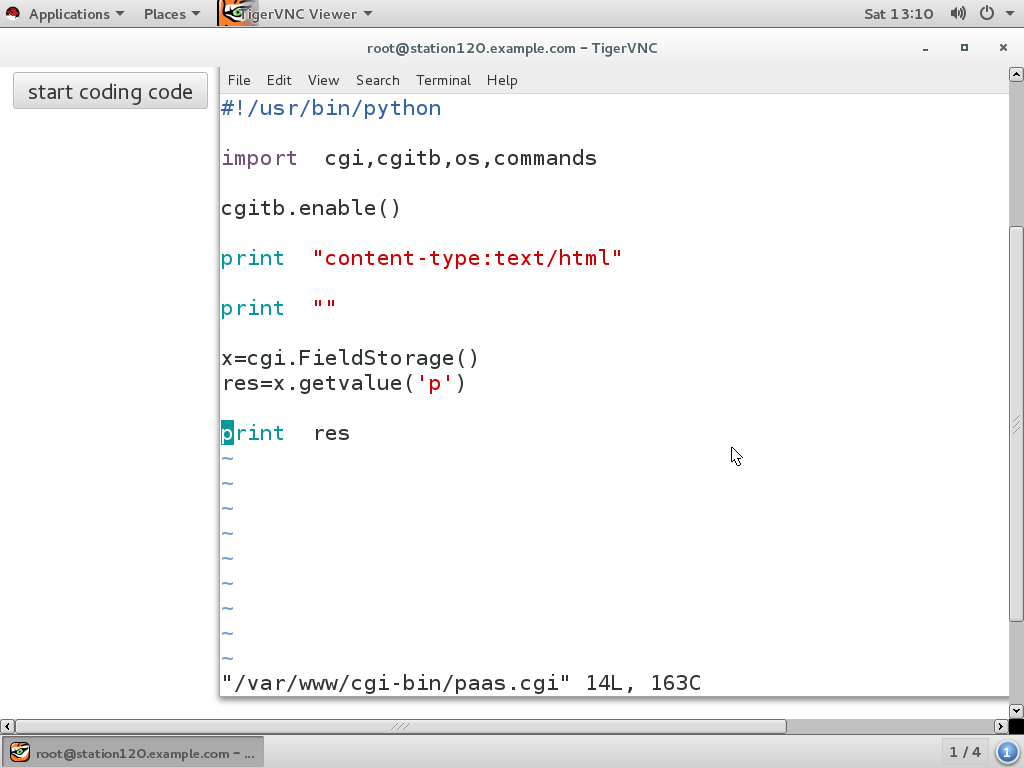 Applications Places TigerVNC Viewer Sat 13:10
root@station120.example.com – TigerVNC
start coding code
File Edit View Search Terminal Help
#!/usr/bin/python
import  cgi,cgitb,os,commands
cgitb.enable()
print  "content-type:text/html"
print  ""
x=cgi.FieldStorage()
res=x.getvalue('p')
print  res
~
~
~
~
~
~
~
~
~
"/var/www/cgi-bin/paas.cgi" 14L, 163C
root@station120.example.com – ... 1 / 4 1